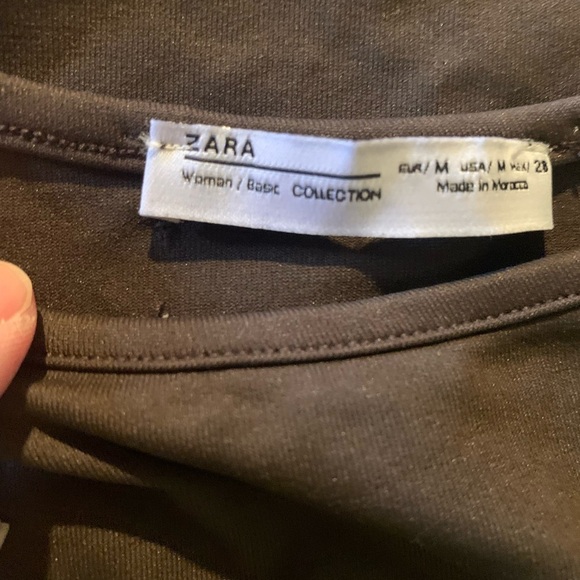 ZARA
Woman / Basic COLLECTION
EUR/ M USA/ M MEX/ 28
Made in Morocco